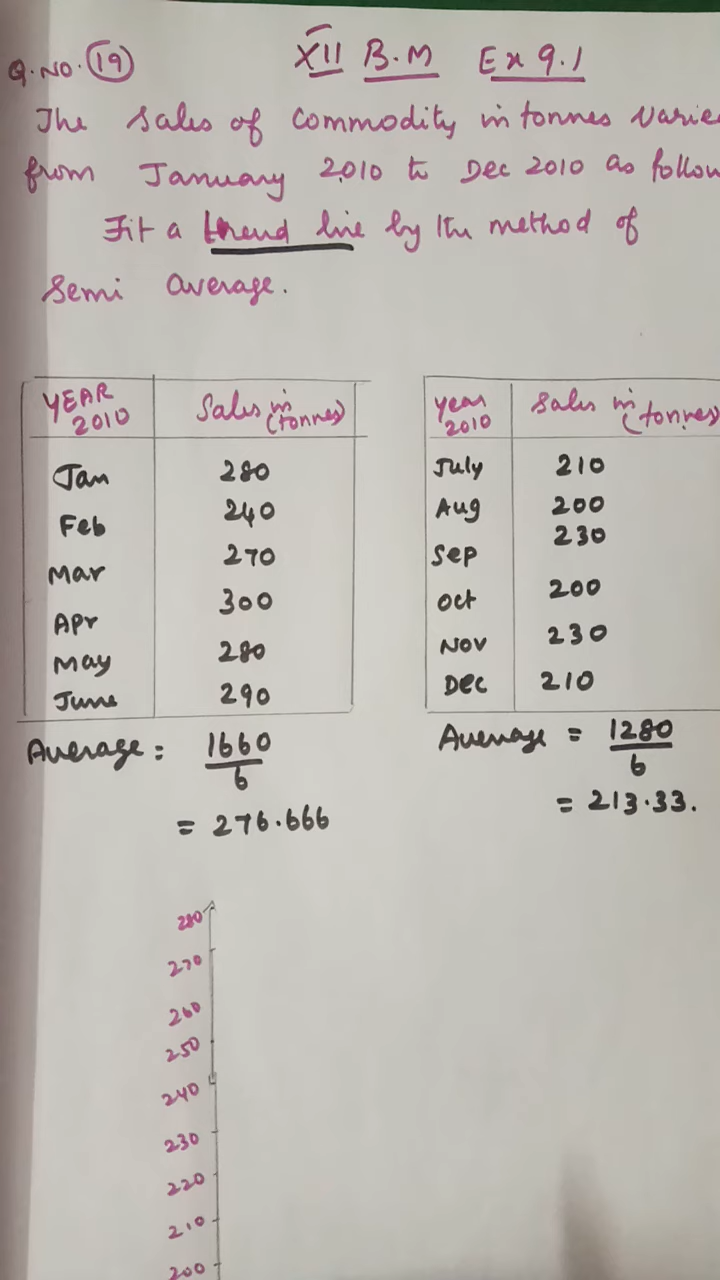 Q.NO. 19 XII B.M Ex 9.1
The sales of commodity in tonnes varie
from January 2010 to Dec 2010 as follow
Fit a trend line by the method of
Semi average.
YEAR 2010 Sales in (tonnes)
Jan 280
Feb 240
Mar 270
Apr 300
May 280
June 290
Average = 1660/6
= 276.666
year 2010 Sales in (tonnes)
July 210
Aug 200
Sep 230
Oct 200
Nov 230
Dec 210
Average = 1280/6
= 213.33.
280
270
260
250
240
230
220
210
200